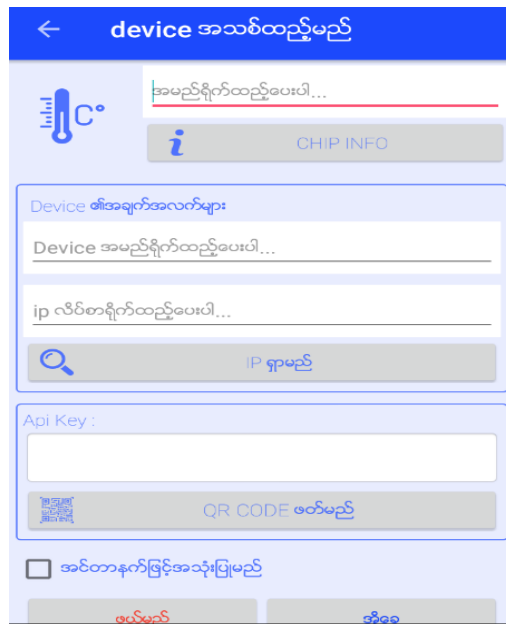 device အသစ်ထည့်မည်
အမည်ရိုက်ထည့်ပေးပါ...
C°
i CHIP INFO
Device ၏အချက်အလက်များ
Device အမည်ရိုက်ထည့်ပေးပါ...
ip လိပ်စာရိုက်ထည့်ပေးပါ...
IP ရှာမည်
Api Key :
QR CODE ဖတ်မည်
အင်တာနက်ဖြင့်အသုံးပြုမည်
ဖယ်မည် အိုခေ